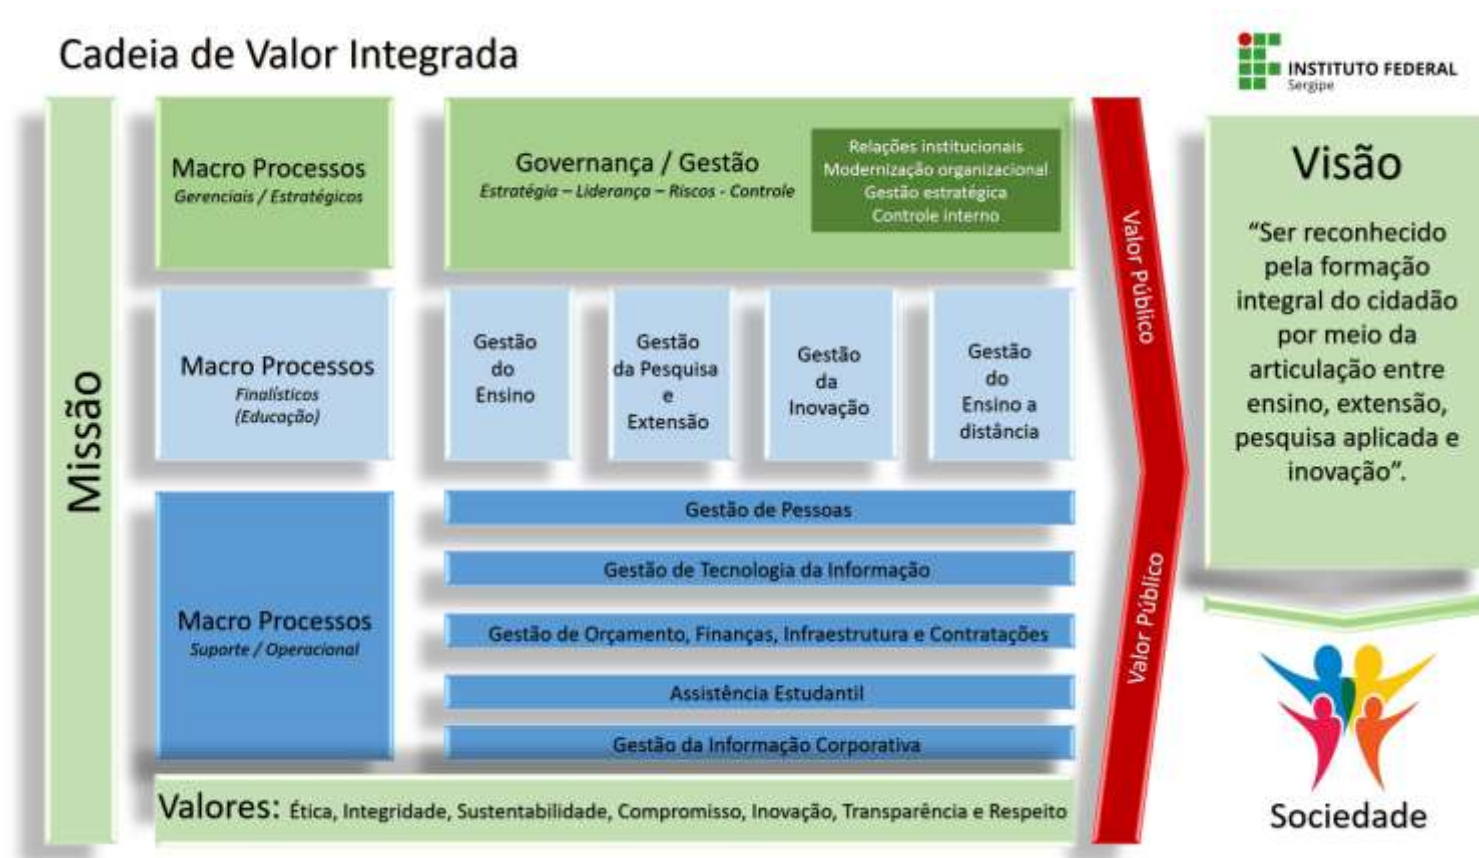 Cadeia de Valor Integrada
INSTITUTO FEDERAL
Sergipe
Missão
Macro Processos
Gerenciais / Estratégicos
Governança / Gestão
Estratégia – Liderança – Riscos - Controle
Relações institucionais
Modernização organizacional
Gestão estratégica
Controle interno
Macro Processos
Finalísticos
(Educação)
Gestão
do
Ensino
Gestão
da Pesquisa
e
Extensão
Gestão
da
Inovação
Gestão
do
Ensino a
distância
Macro Processos
Suporte / Operacional
Gestão de Pessoas
Gestão de Tecnologia da Informação
Gestão de Orçamento, Finanças, Infraestrutura e Contratações
Assistência Estudantil
Gestão da Informação Corporativa
Valores: Ética, Integridade, Sustentabilidade, Compromisso, Inovação, Transparência e Respeito
Valor Público
Valor Público
Visão
“Ser reconhecido
pela formação
integral do cidadão
por meio da
articulação entre
ensino, extensão,
pesquisa aplicada e
inovação”.
Sociedade